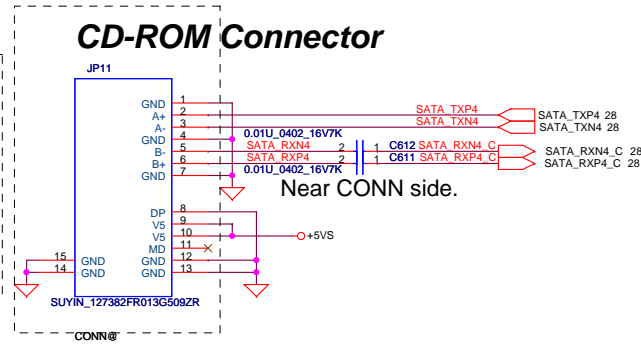 CD-ROM Connector
JP11
GND 1
A+ 2 SATA_TXP4 SATA_TXP4 28
A- 3 SATA_TXN4 SATA_TXN4 28
GND 4 0.01U_0402_16V7K
B- 5 SATA_RXN4 2 1 C612 SATA_RXN4_C SATA_RXN4_C 28
B+ 6 SATA_RXP4 2 1 C611 SATA_RXP4_C SATA_RXP4_C 28
GND 7 0.01U_0402_16V7K
Near CONN side.
DP 8
V5 9
V5 10 +5VS
MD 11
15 GND GND 12
14 GND GND 13
SUYIN_127382FR013G509ZR
CONN@